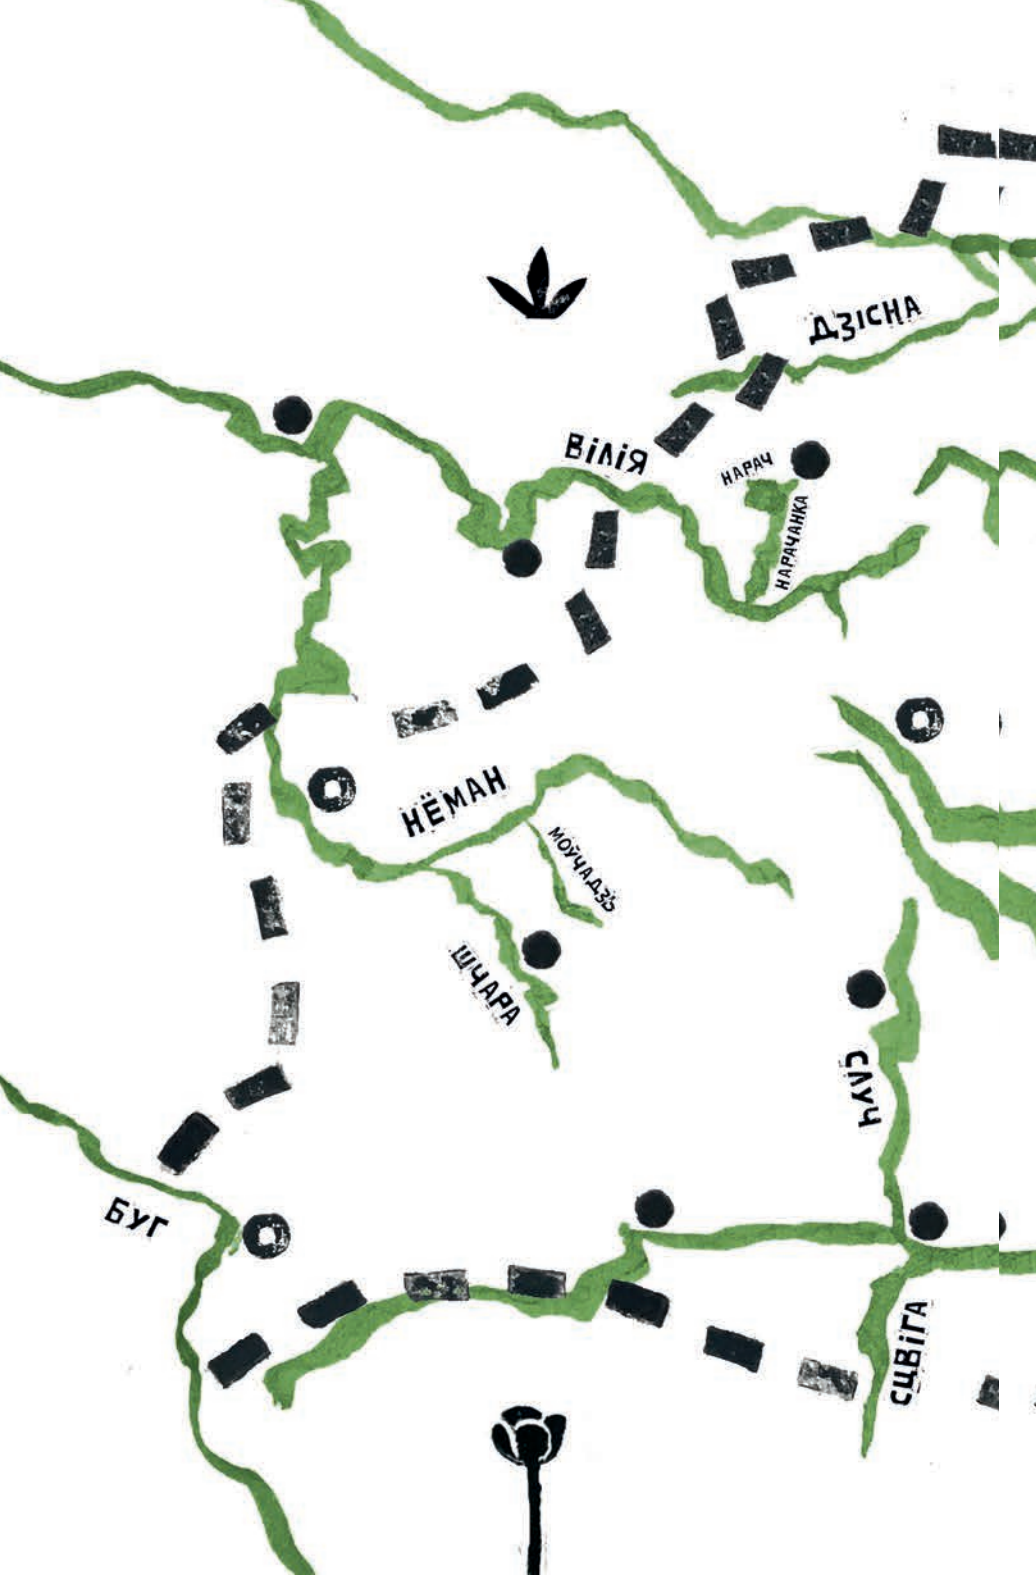 ДЗІСНА
ВІЛІЯ
НАРАЧ
НАРАЧАНКА
НЁМАН
МОЎЧАДЗЬ
ШЧАРА
СЛУЧ
БУГ
СЦВІГА